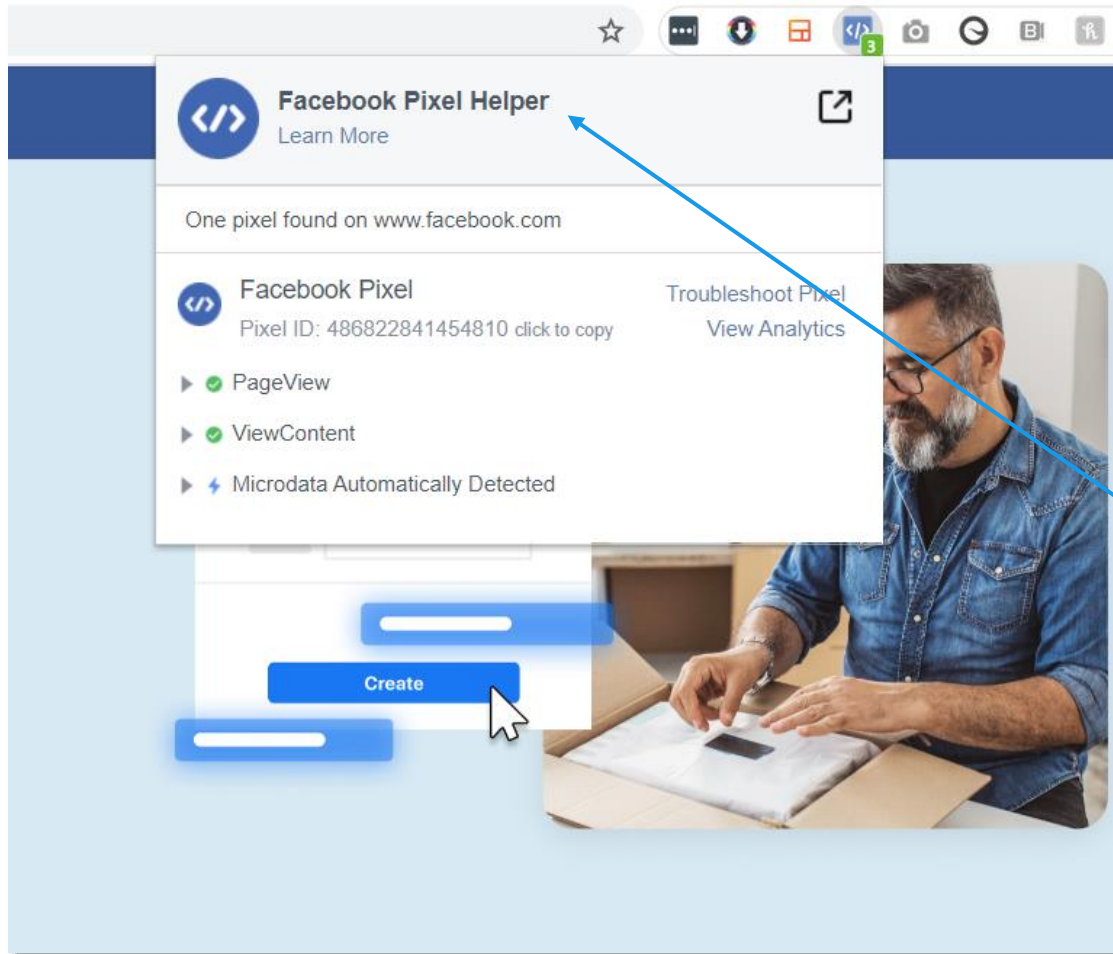 3
Facebook Pixel Helper
Learn More
One pixel found on www.facebook.com
Facebook Pixel
Troubleshoot Pixel
Pixel ID: 486822841454810 click to copy
View Analytics
PageView
ViewContent
Microdata Automatically Detected
Create